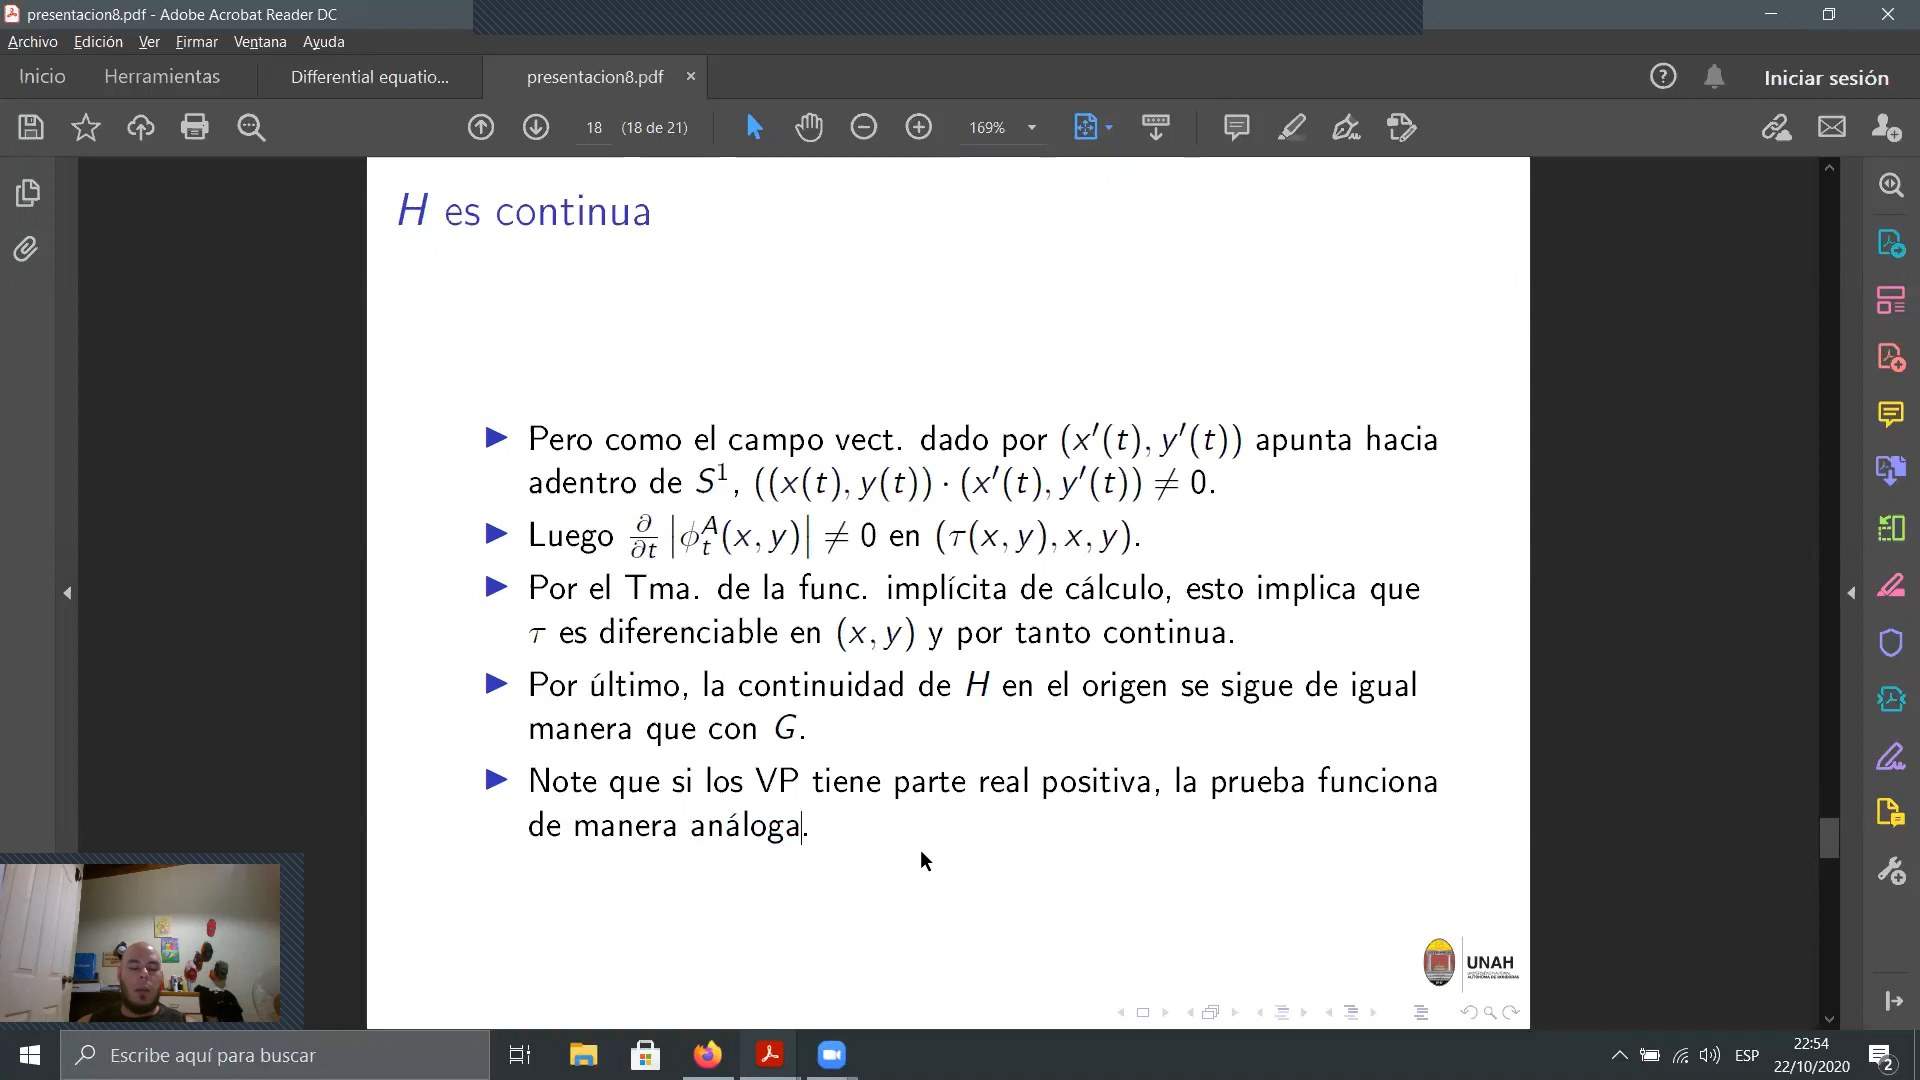 presentacion8.pdf - Adobe Acrobat Reader DC
Archivo Edición Ver Firmar Ventana Ayuda
Inicio Herramientas Differential equatio... presentacion8.pdf × Iniciar sesión
18 (18 de 21) 169%
H es continua
▶ Pero como el campo vect. dado por (x′(t), y′(t)) apunta hacia
adentro de S¹, ((x(t), y(t)) · (x′(t), y′(t)) ≠ 0.
▶ Luego ∂/∂t |ϕₜᴬ(x, y)| ≠ 0 en (τ(x, y), x, y).
▶ Por el Tma. de la func. implícita de cálculo, esto implica que
τ es diferenciable en (x, y) y por tanto continua.
▶ Por último, la continuidad de H en el origen se sigue de igual
manera que con G.
▶ Note que si los VP tiene parte real positiva, la prueba funciona
de manera análoga.
UNAH
Escribe aquí para buscar
ESP
22:54
22/10/2020
2